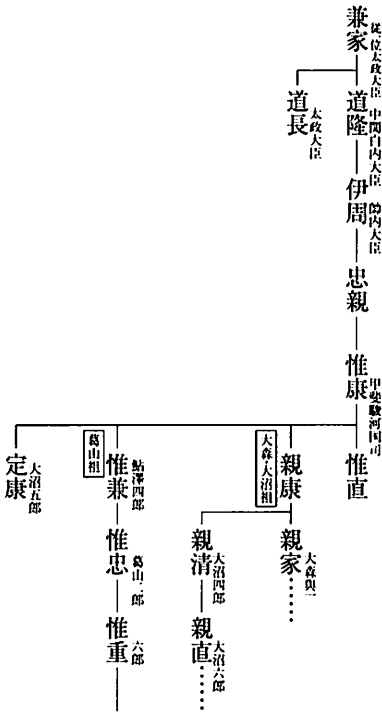 兼家
従一位太政大臣
道隆
中関白内大臣
道長
太政大臣
伊周
帥内大臣
忠親
惟康
甲斐駿河国司
惟直
親康
大森・大沼祖
親家
大森與一
親清
大沼四郎
親直
大沼六郎
惟兼
鮎澤四郎
葛山祖
惟忠
葛山二郎
惟重
六郎
定康
大沼五郎